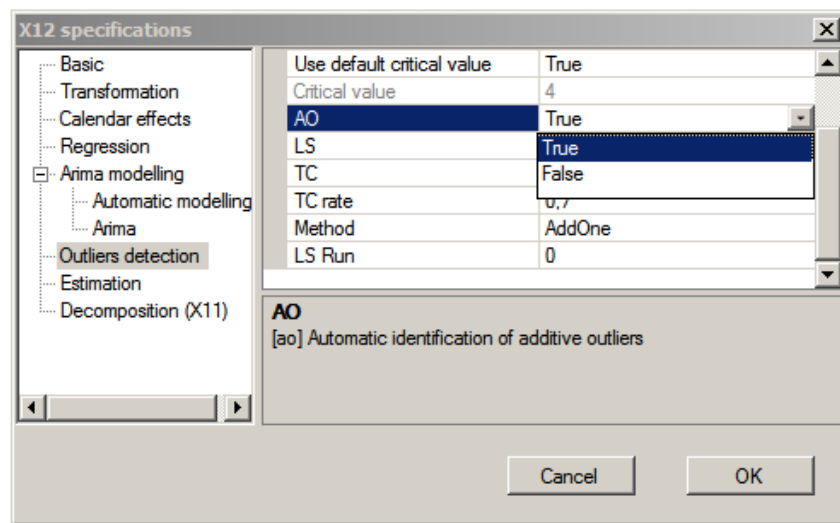 X12 specifications
Basic
Transformation
Calendar effects
Regression
Arima modelling
Automatic modelling
Arima
Outliers detection
Estimation
Decomposition (X11)
Use default critical value True
Critical value 4
AO True
LS True
TC False
TC rate 0,7
Method AddOne
LS Run 0
AO
[ao] Automatic identification of additive outliers
Cancel OK